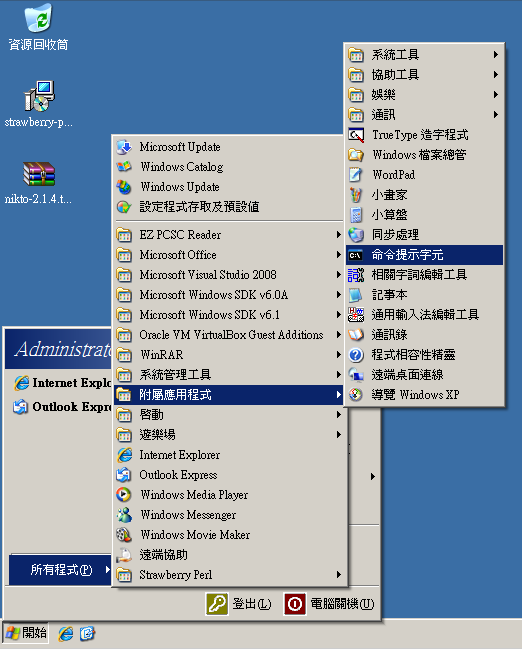 資源回收筒
strawberry-p...
nikto-2.1.4.t...
Microsoft Update
Windows Catalog
Windows Update
設定程式存取及預設值
EZ PCSC Reader
Microsoft Office
Microsoft Visual Studio 2008
Microsoft Windows SDK v6.0A
Microsoft Windows SDK v6.1
Oracle VM VirtualBox Guest Additions
WinRAR
系統管理工具
附屬應用程式
啓動
遊樂場
Internet Explorer
Outlook Express
Windows Media Player
Windows Messenger
Windows Movie Maker
遠端協助
Strawberry Perl
系統工具
協助工具
娛樂
通訊
TrueType 造字程式
Windows 檔案總管
WordPad
小畫家
小算盤
同步處理
命令提示字元
相關字詞編輯工具
記事本
通用輸入法編輯工具
通訊錄
程式相容性精靈
遠端桌面連線
導覽 Windows XP
Administrato
Internet Explo
Outlook Expre
所有程式(P)
登出(L)
電腦關機(U)
開始